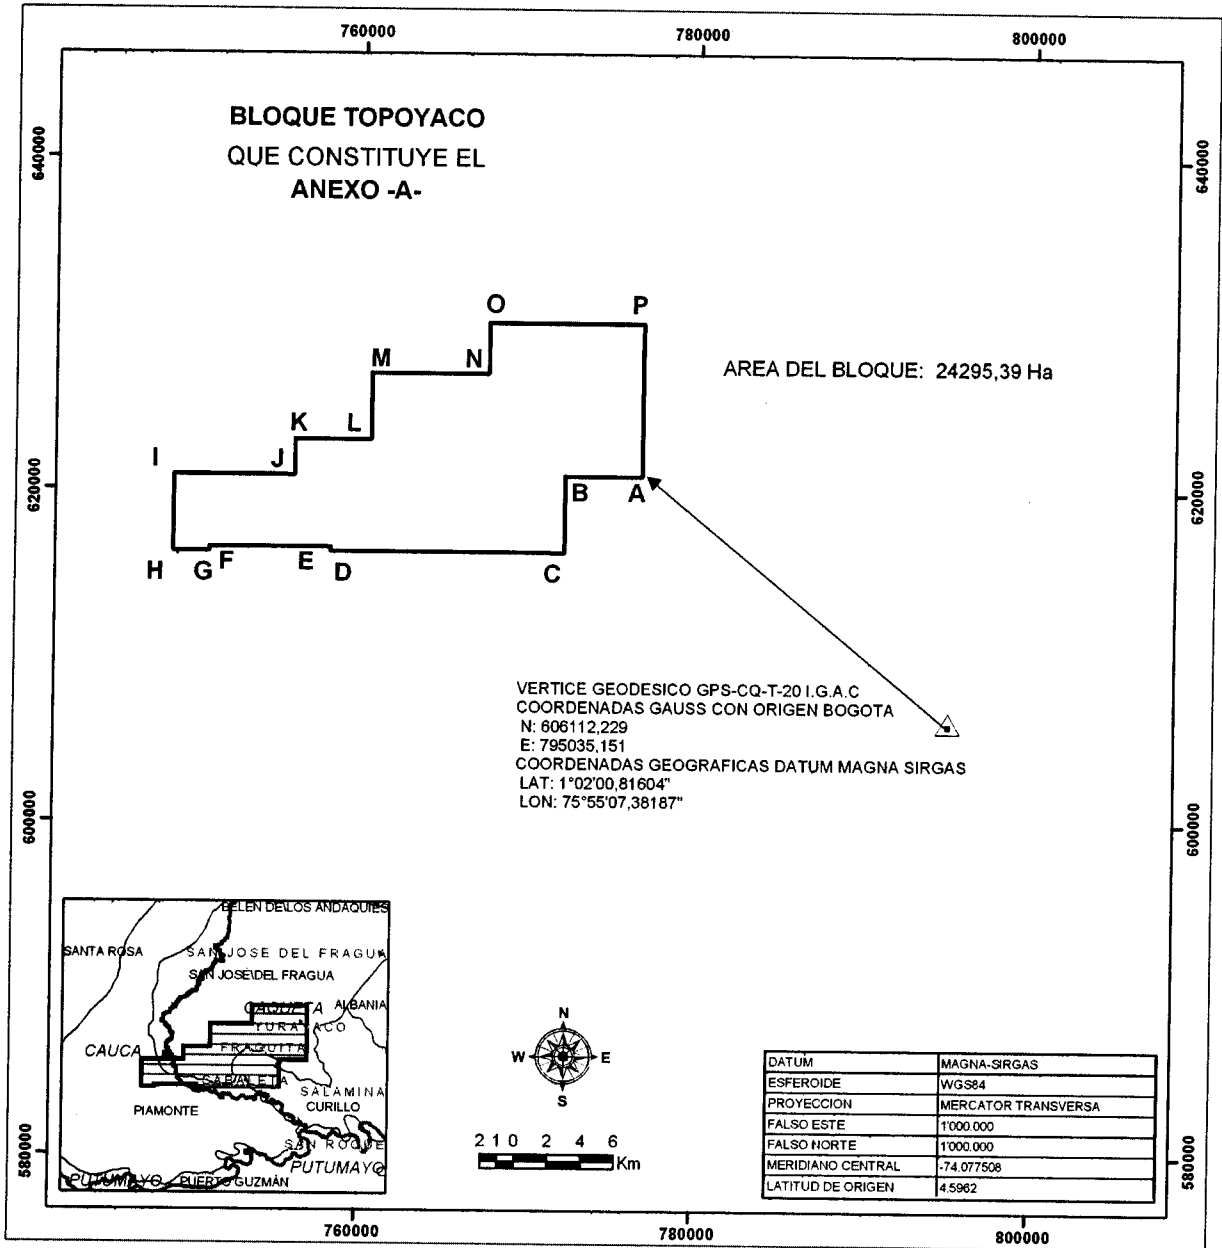 760000
780000
800000
640000
640000
BLOQUE TOPOYACO
QUE CONSTITUYE EL
ANEXO -A-
O
P
M
N
AREA DEL BLOQUE: 24295,39 Ha
K
L
I
J
620000
620000
B
A
H
G
F
E
D
C
VERTICE GEODESICO GPS-CQ-T-20 I.G.A.C
COORDENADAS GAUSS CON ORIGEN BOGOTA
N: 606112,229
E: 795035,151
COORDENADAS GEOGRAFICAS DATUM MAGNA SIRGAS
LAT: 1°02'00,81604"
LON: 75°55'07,38187"
600000
600000
BELEN DE LOS ANDAQUIES
SANTA ROSA
SAN JOSE DEL FRAGUA
SAN JOSE DEL FRAGUA
CAQUETA
ALBANIA
YURAYACO
CAUCA
FRAGUITA
SABALETA
SALAMINA
PIAMONTE
CURILLO
SAN ROQUE
PUTUMAYO
PUTUMAYO
PUERTO GUZMÁN
N
W
E
S
2 1 0 2 4 6
Km
DATUM MAGNA-SIRGAS
ESFEROIDE WGS84
PROYECCION MERCATOR TRANSVERSA
FALSO ESTE 1'000.000
FALSO NORTE 1'000.000
MERIDIANO CENTRAL -74.077508
LATITUD DE ORIGEN 4.5962
580000
580000
760000
780000
800000